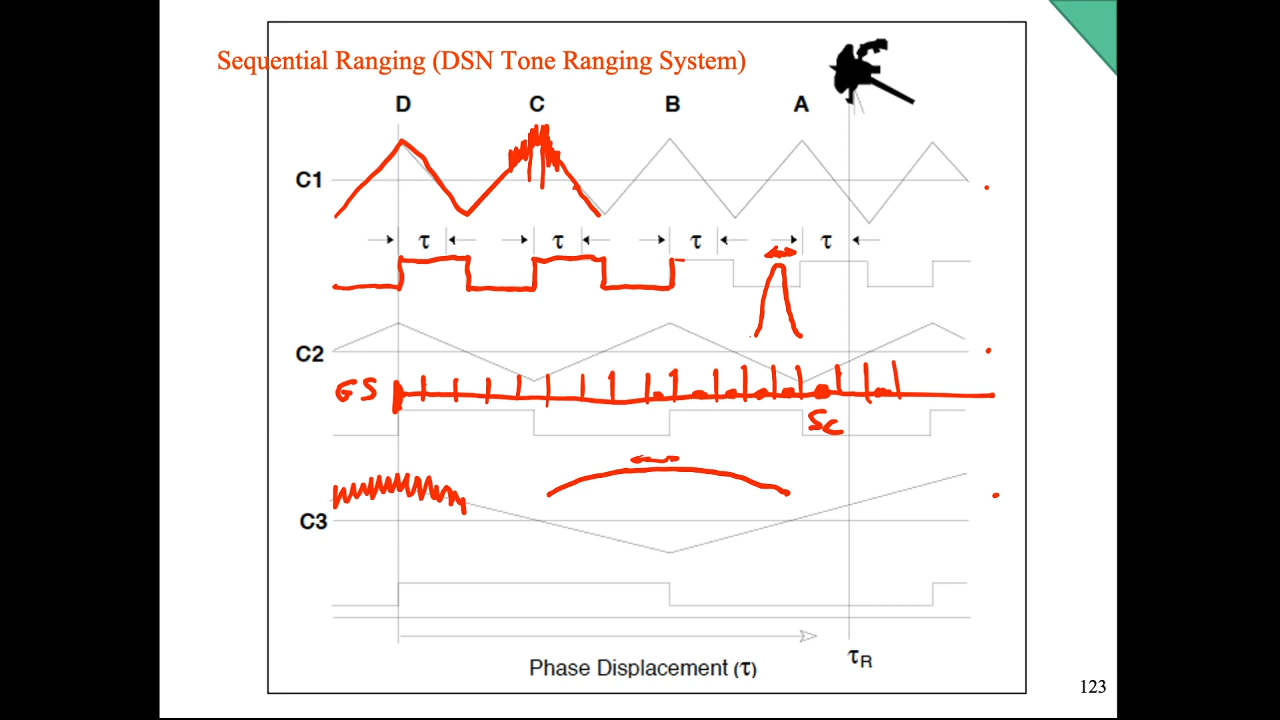 Sequential Ranging (DSN Tone Ranging System)
D C B A
C1
τ τ τ τ
C2
GS
SC
C3
Phase Displacement (τ)
τR
123